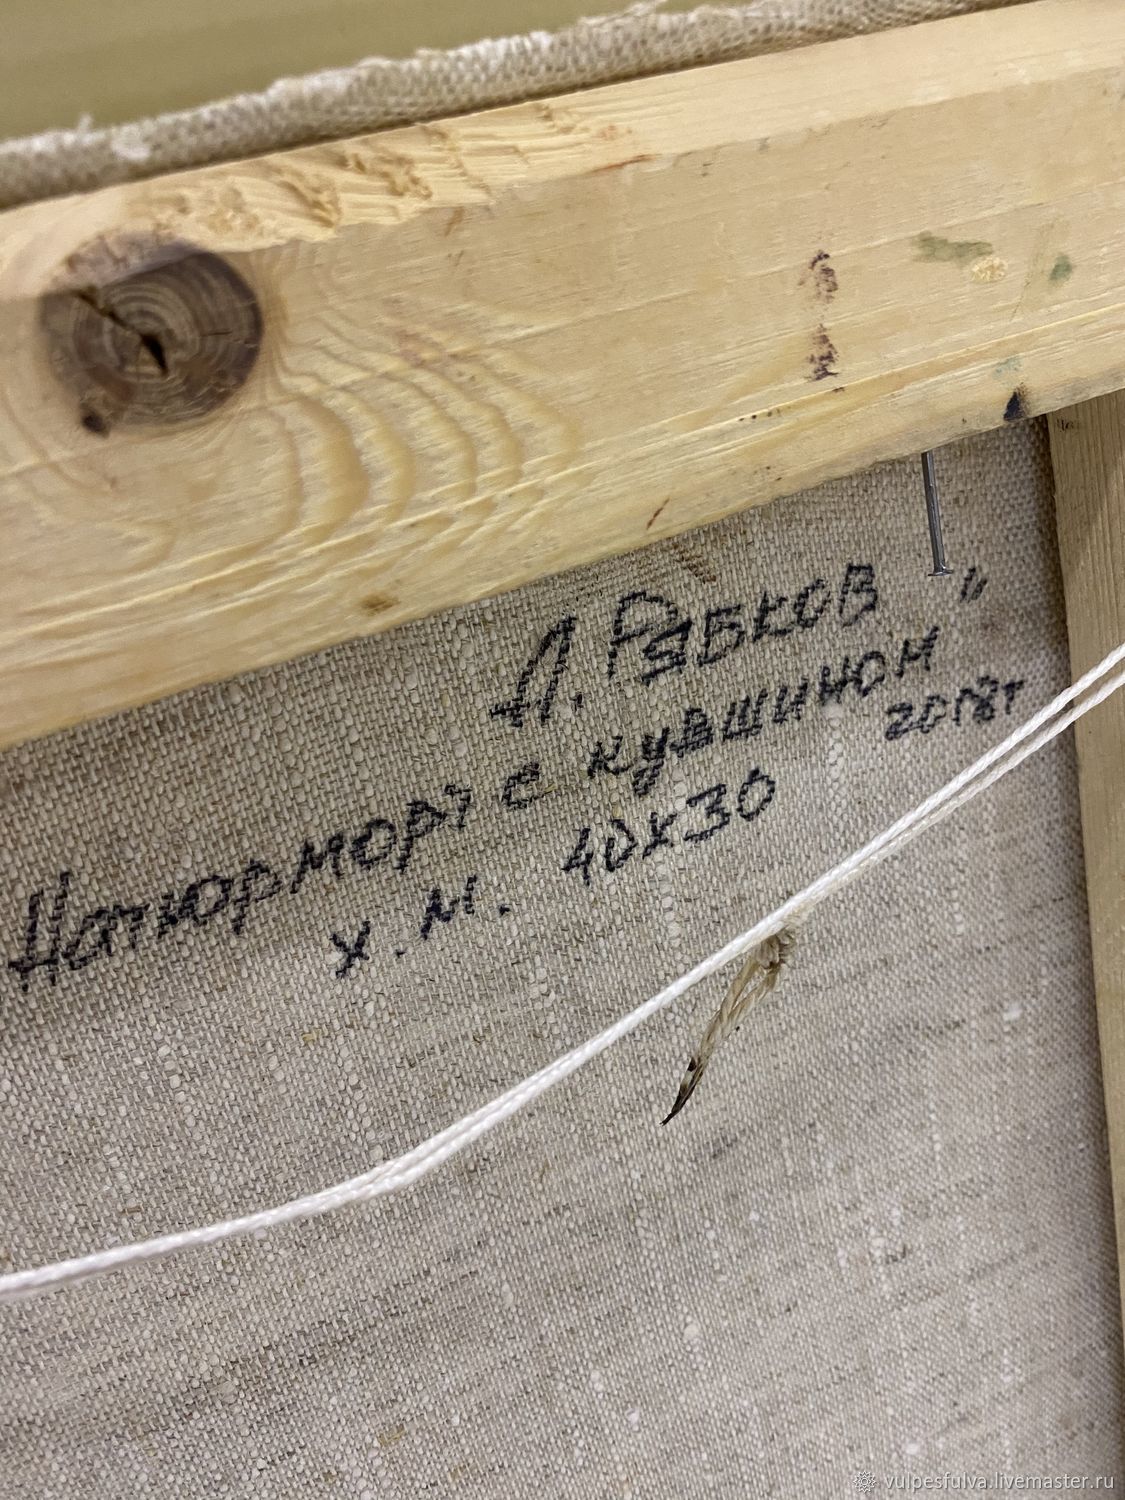 А. Рябков
Натюрморт с кувшином"
х.м. 40х30 2018г
vulpesfulva.livemaster.ru